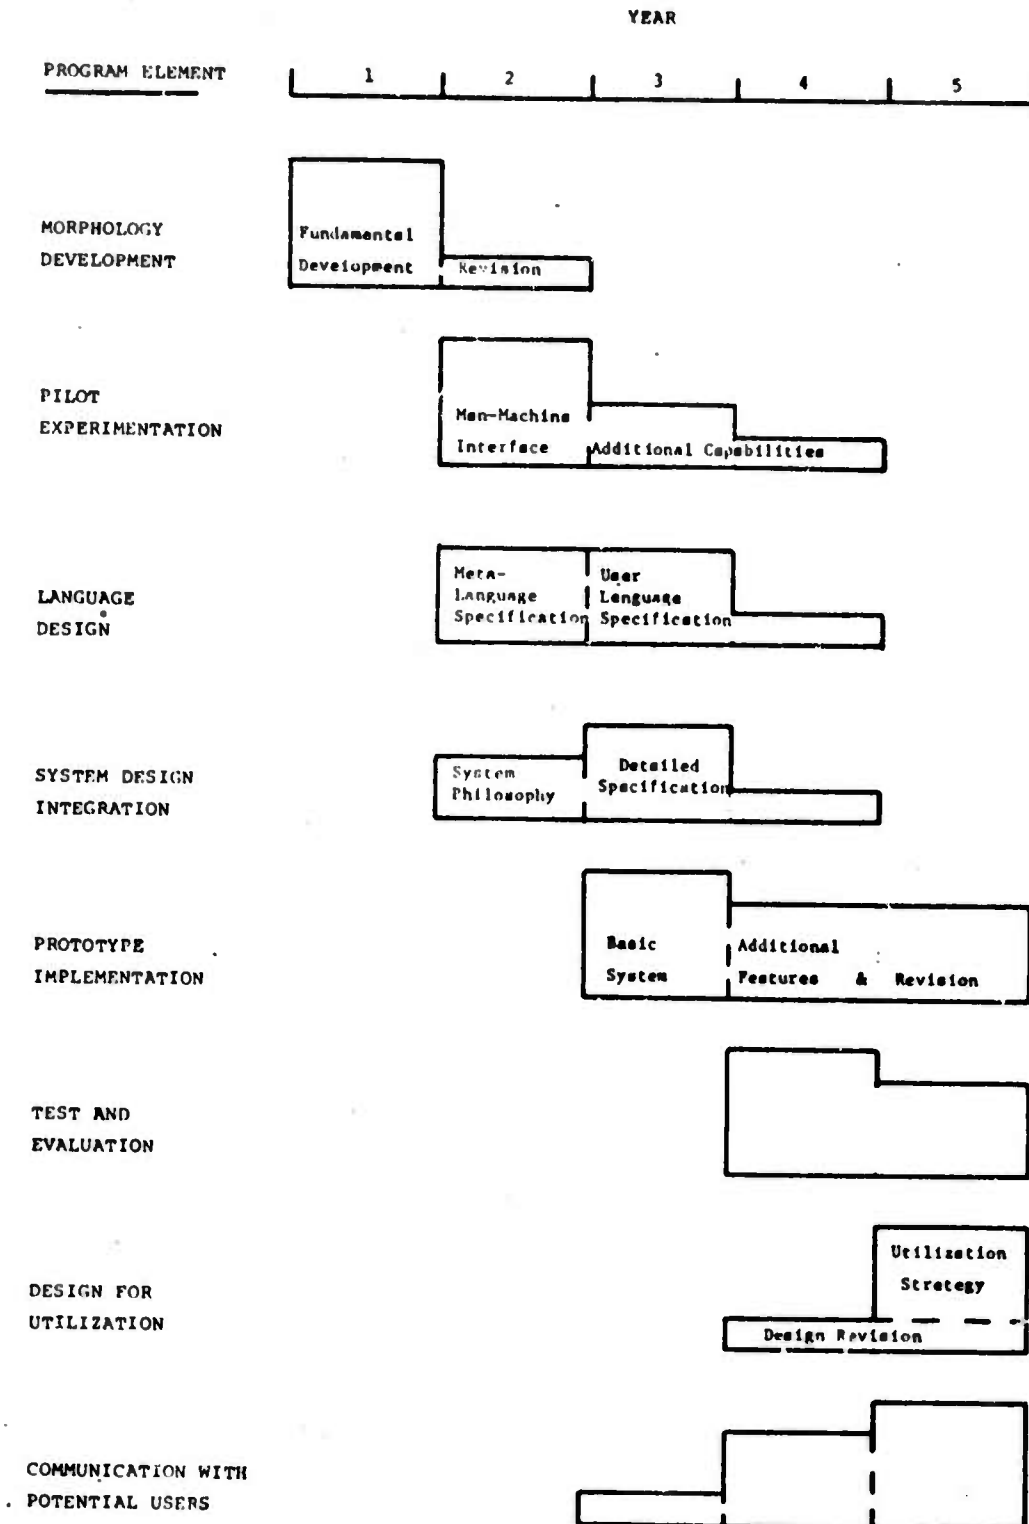 YEAR
PROGRAM ELEMENT 1 2 3 4 5
MORPHOLOGY
DEVELOPMENT
Fundamental
Development Revision
PILOT
EXPERIMENTATION
Man-Machine
Interface Additional Capabilities
LANGUAGE
DESIGN
Meta-
Language
Specification
User
Language
Specification
SYSTEM DESIGN
INTEGRATION
System
Philosophy
Detailed
Specification
PROTOTYPE
IMPLEMENTATION
Basic
System
Additional
Features & Revision
TEST AND
EVALUATION
DESIGN FOR
UTILIZATION
Utilization
Strategy
Design Revision
COMMUNICATION WITH
POTENTIAL USERS